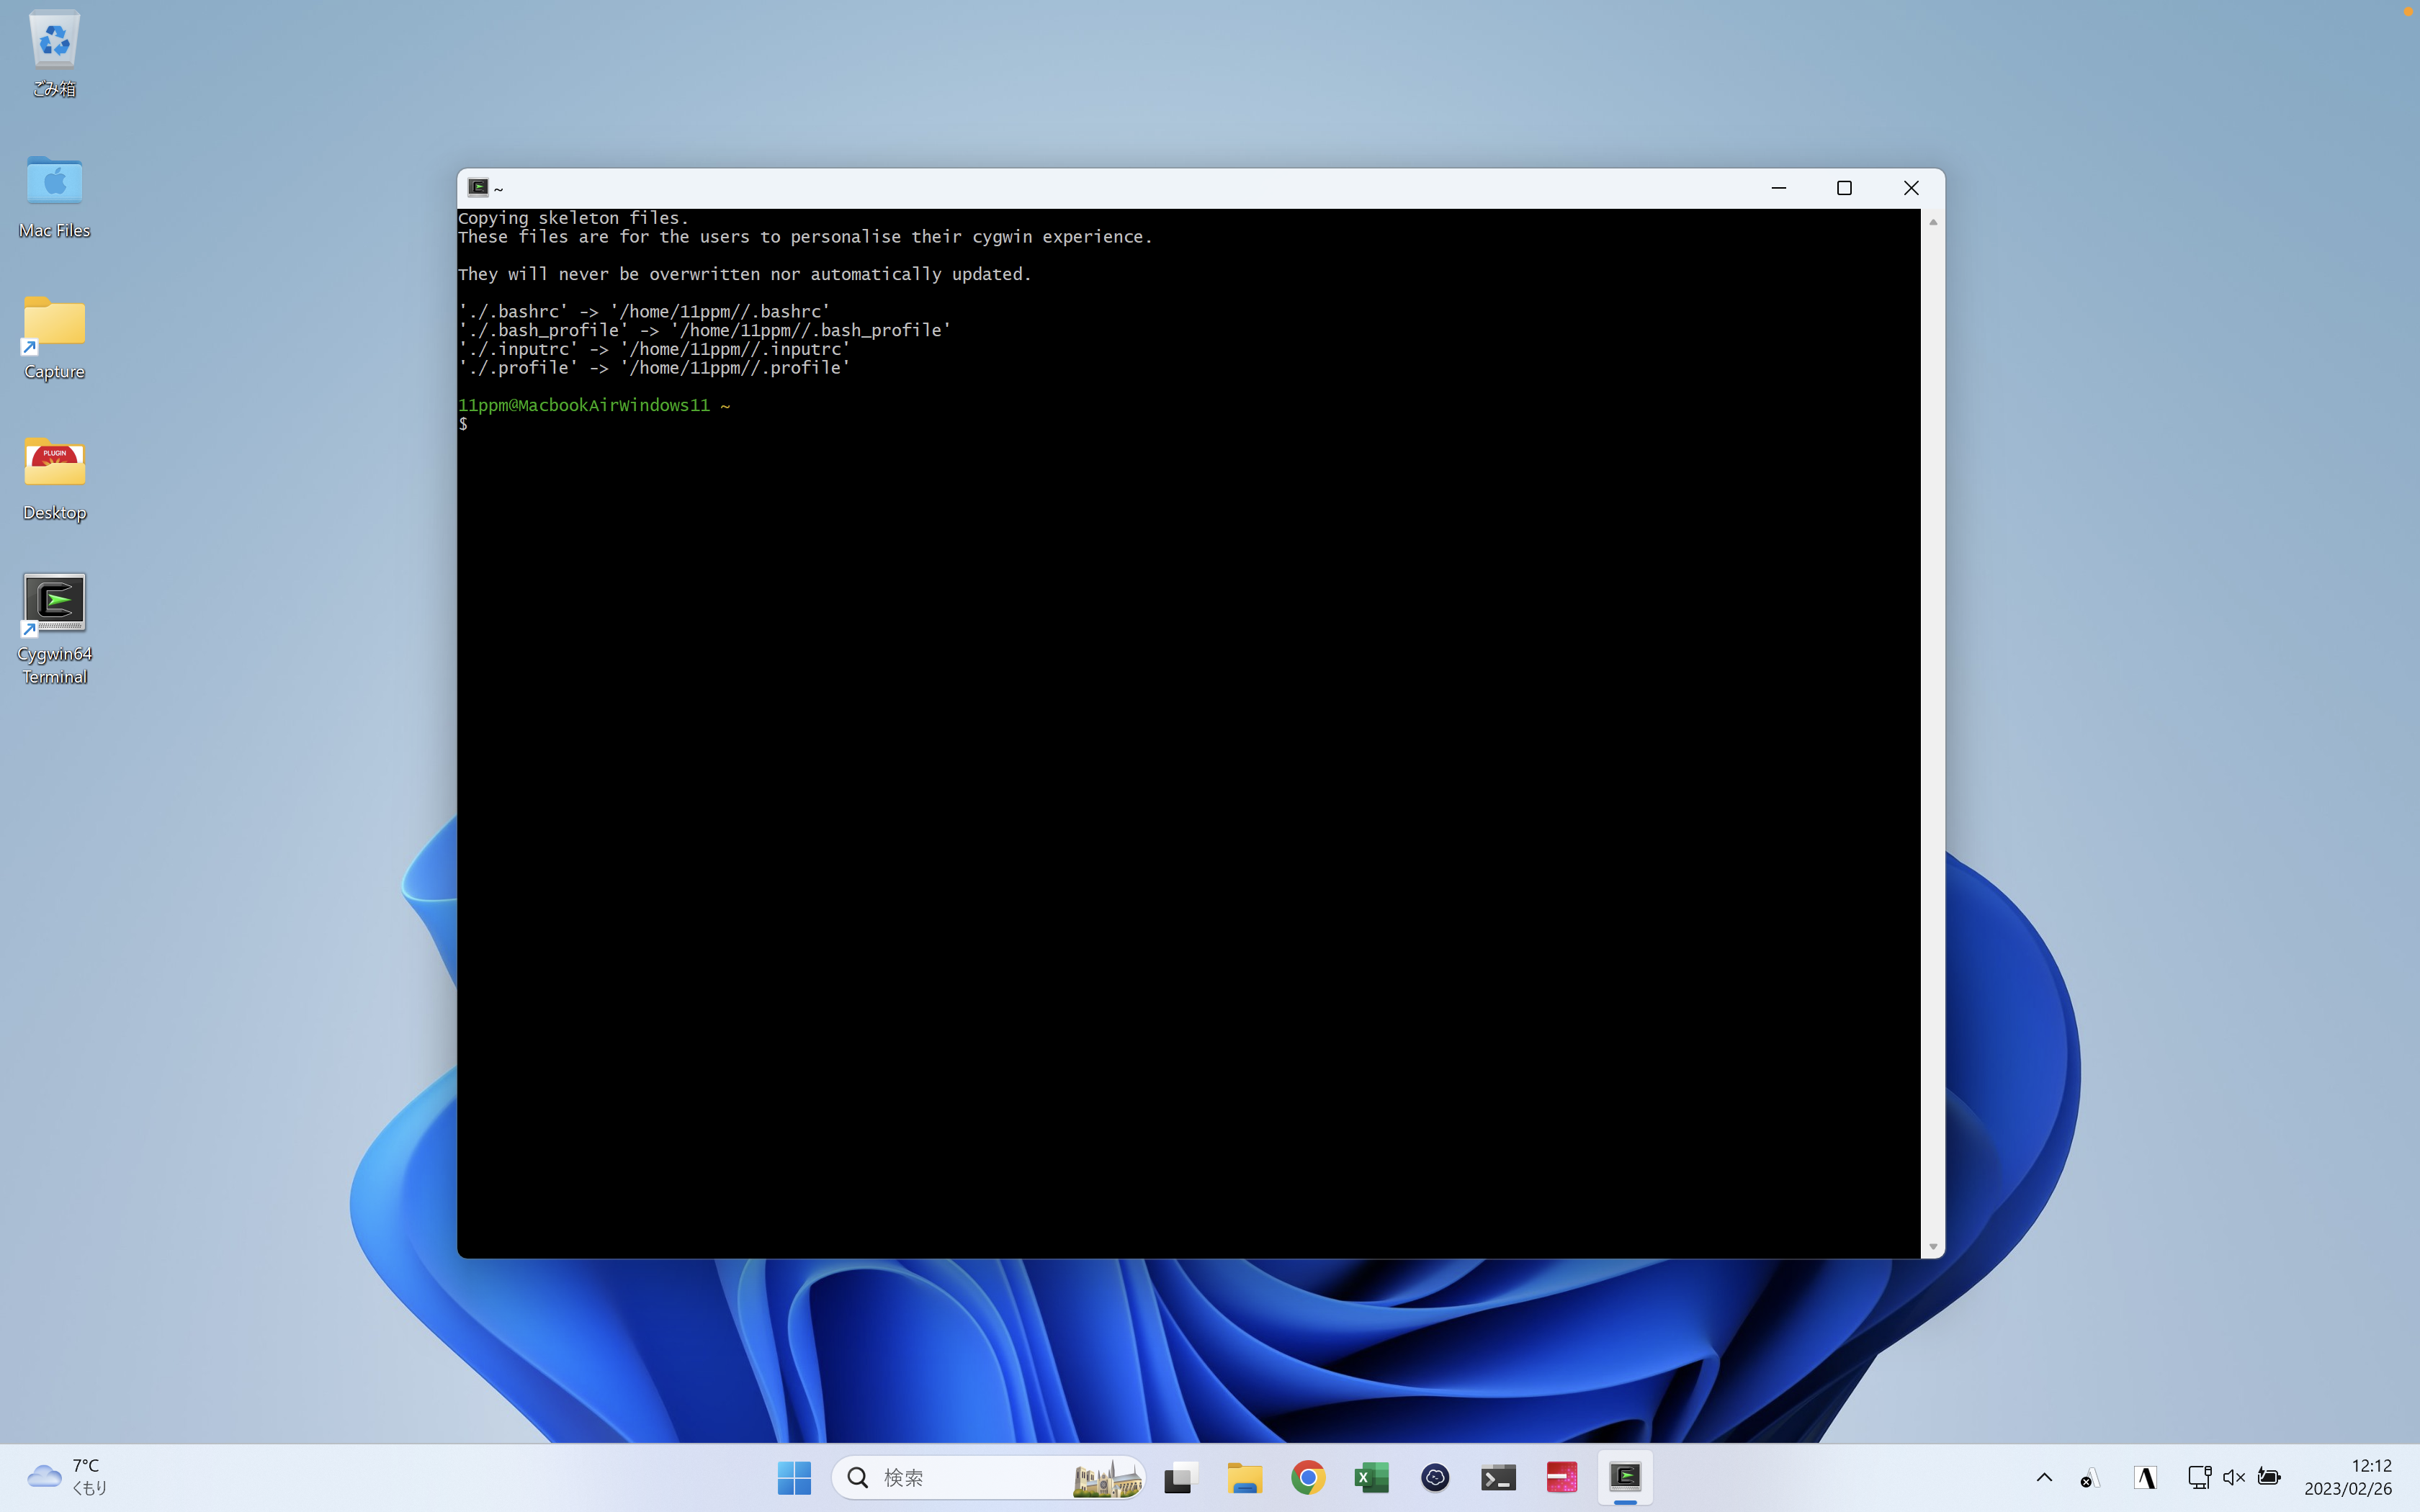 ごみ箱
Mac Files
Capture
PLUGIN
Desktop
Cygwin64
Terminal
~
Copying skeleton files.
These files are for the users to personalise their cygwin experience.
They will never be overwritten nor automatically updated.
'./.bashrc' -> '/home/11ppm//.bashrc'
'./.bash_profile' -> '/home/11ppm//.bash_profile'
'./.inputrc' -> '/home/11ppm//.inputrc'
'./.profile' -> '/home/11ppm//.profile'
11ppm@MacbookAirWindows11 ~
$
7°C
くもり
検索
12:12
2023/02/26